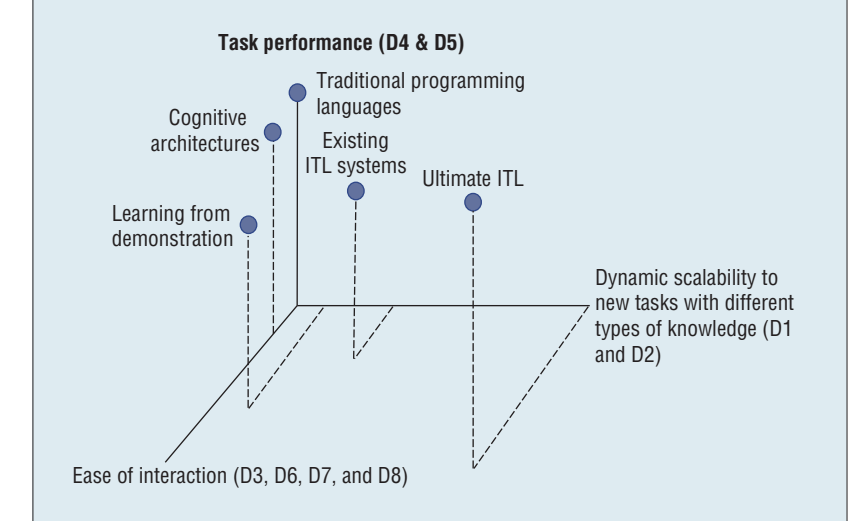 Task performance (D4 & D5)
Traditional programming
languages
Cognitive
architectures
Existing
ITL systems
Ultimate ITL
Learning from
demonstration
Dynamic scalability to
new tasks with different
types of knowledge (D1
and D2)
Ease of interaction (D3, D6, D7, and D8)